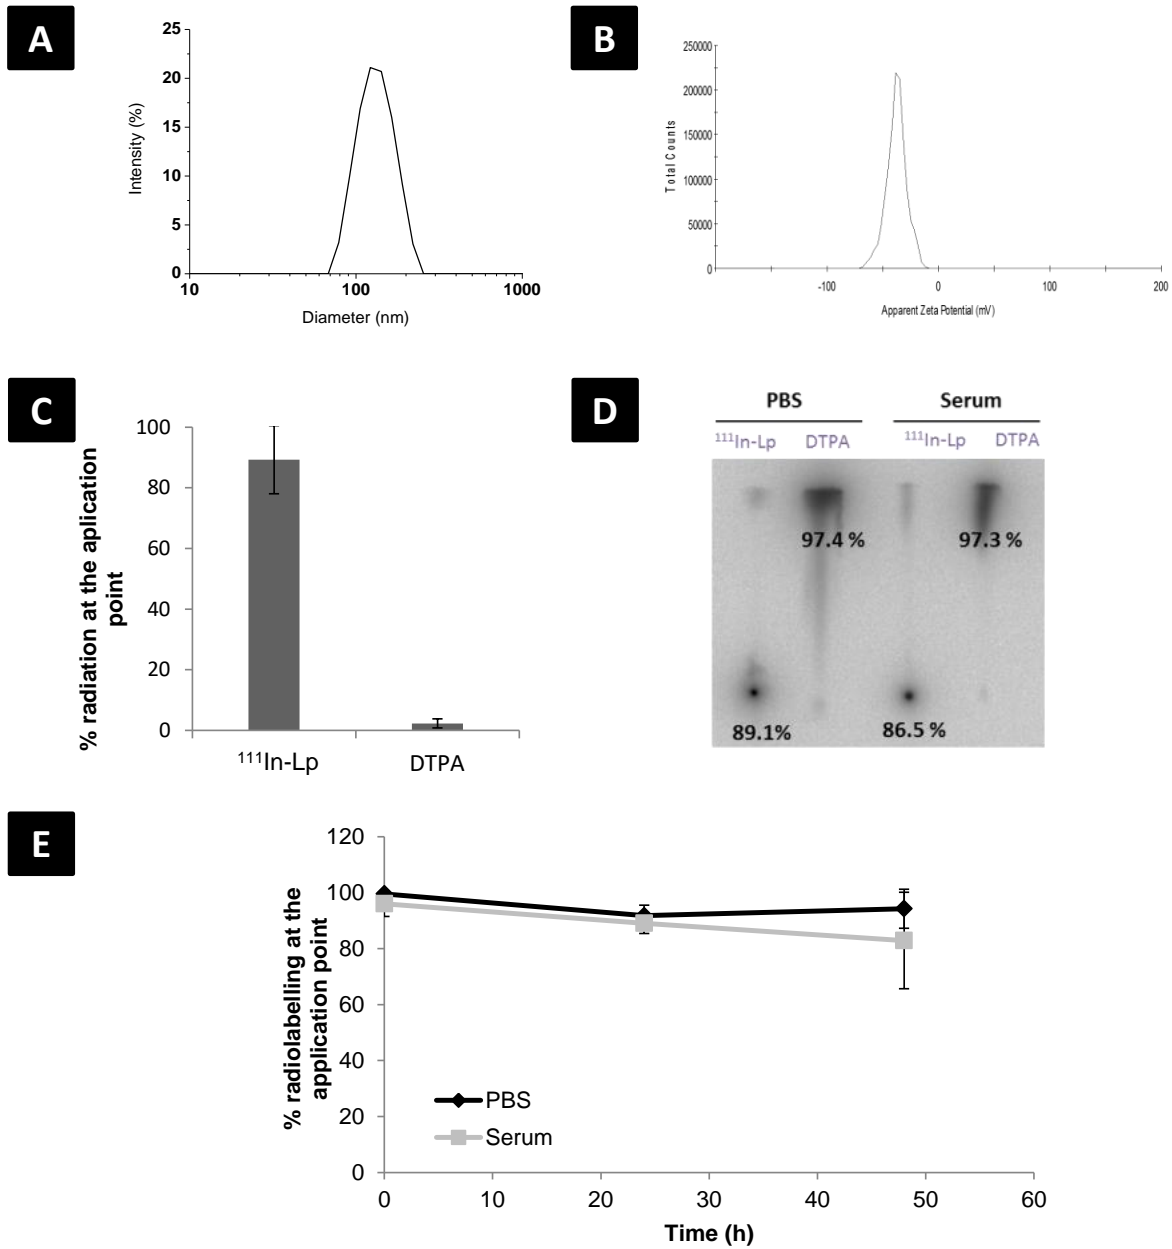 A
25
20
15
10
5
0
Intensity (%)
10 100 1000
Diameter (nm)
B
250000
200000
150000
100000
50000
0
Total Counts
-100 0 100 200
Apparent Zeta Potential (mV)
C
100
80
60
40
20
0
% radiation at the aplication
point
¹¹¹In-Lp DTPA
D
PBS Serum
¹¹¹In-Lp DTPA ¹¹¹In-Lp DTPA
97.4 % 97.3 %
89.1% 86.5 %
E
120
100
80
60
40
20
0
% radiolabelling at the
application point
PBS
Serum
0 10 20 30 40 50 60
Time (h)